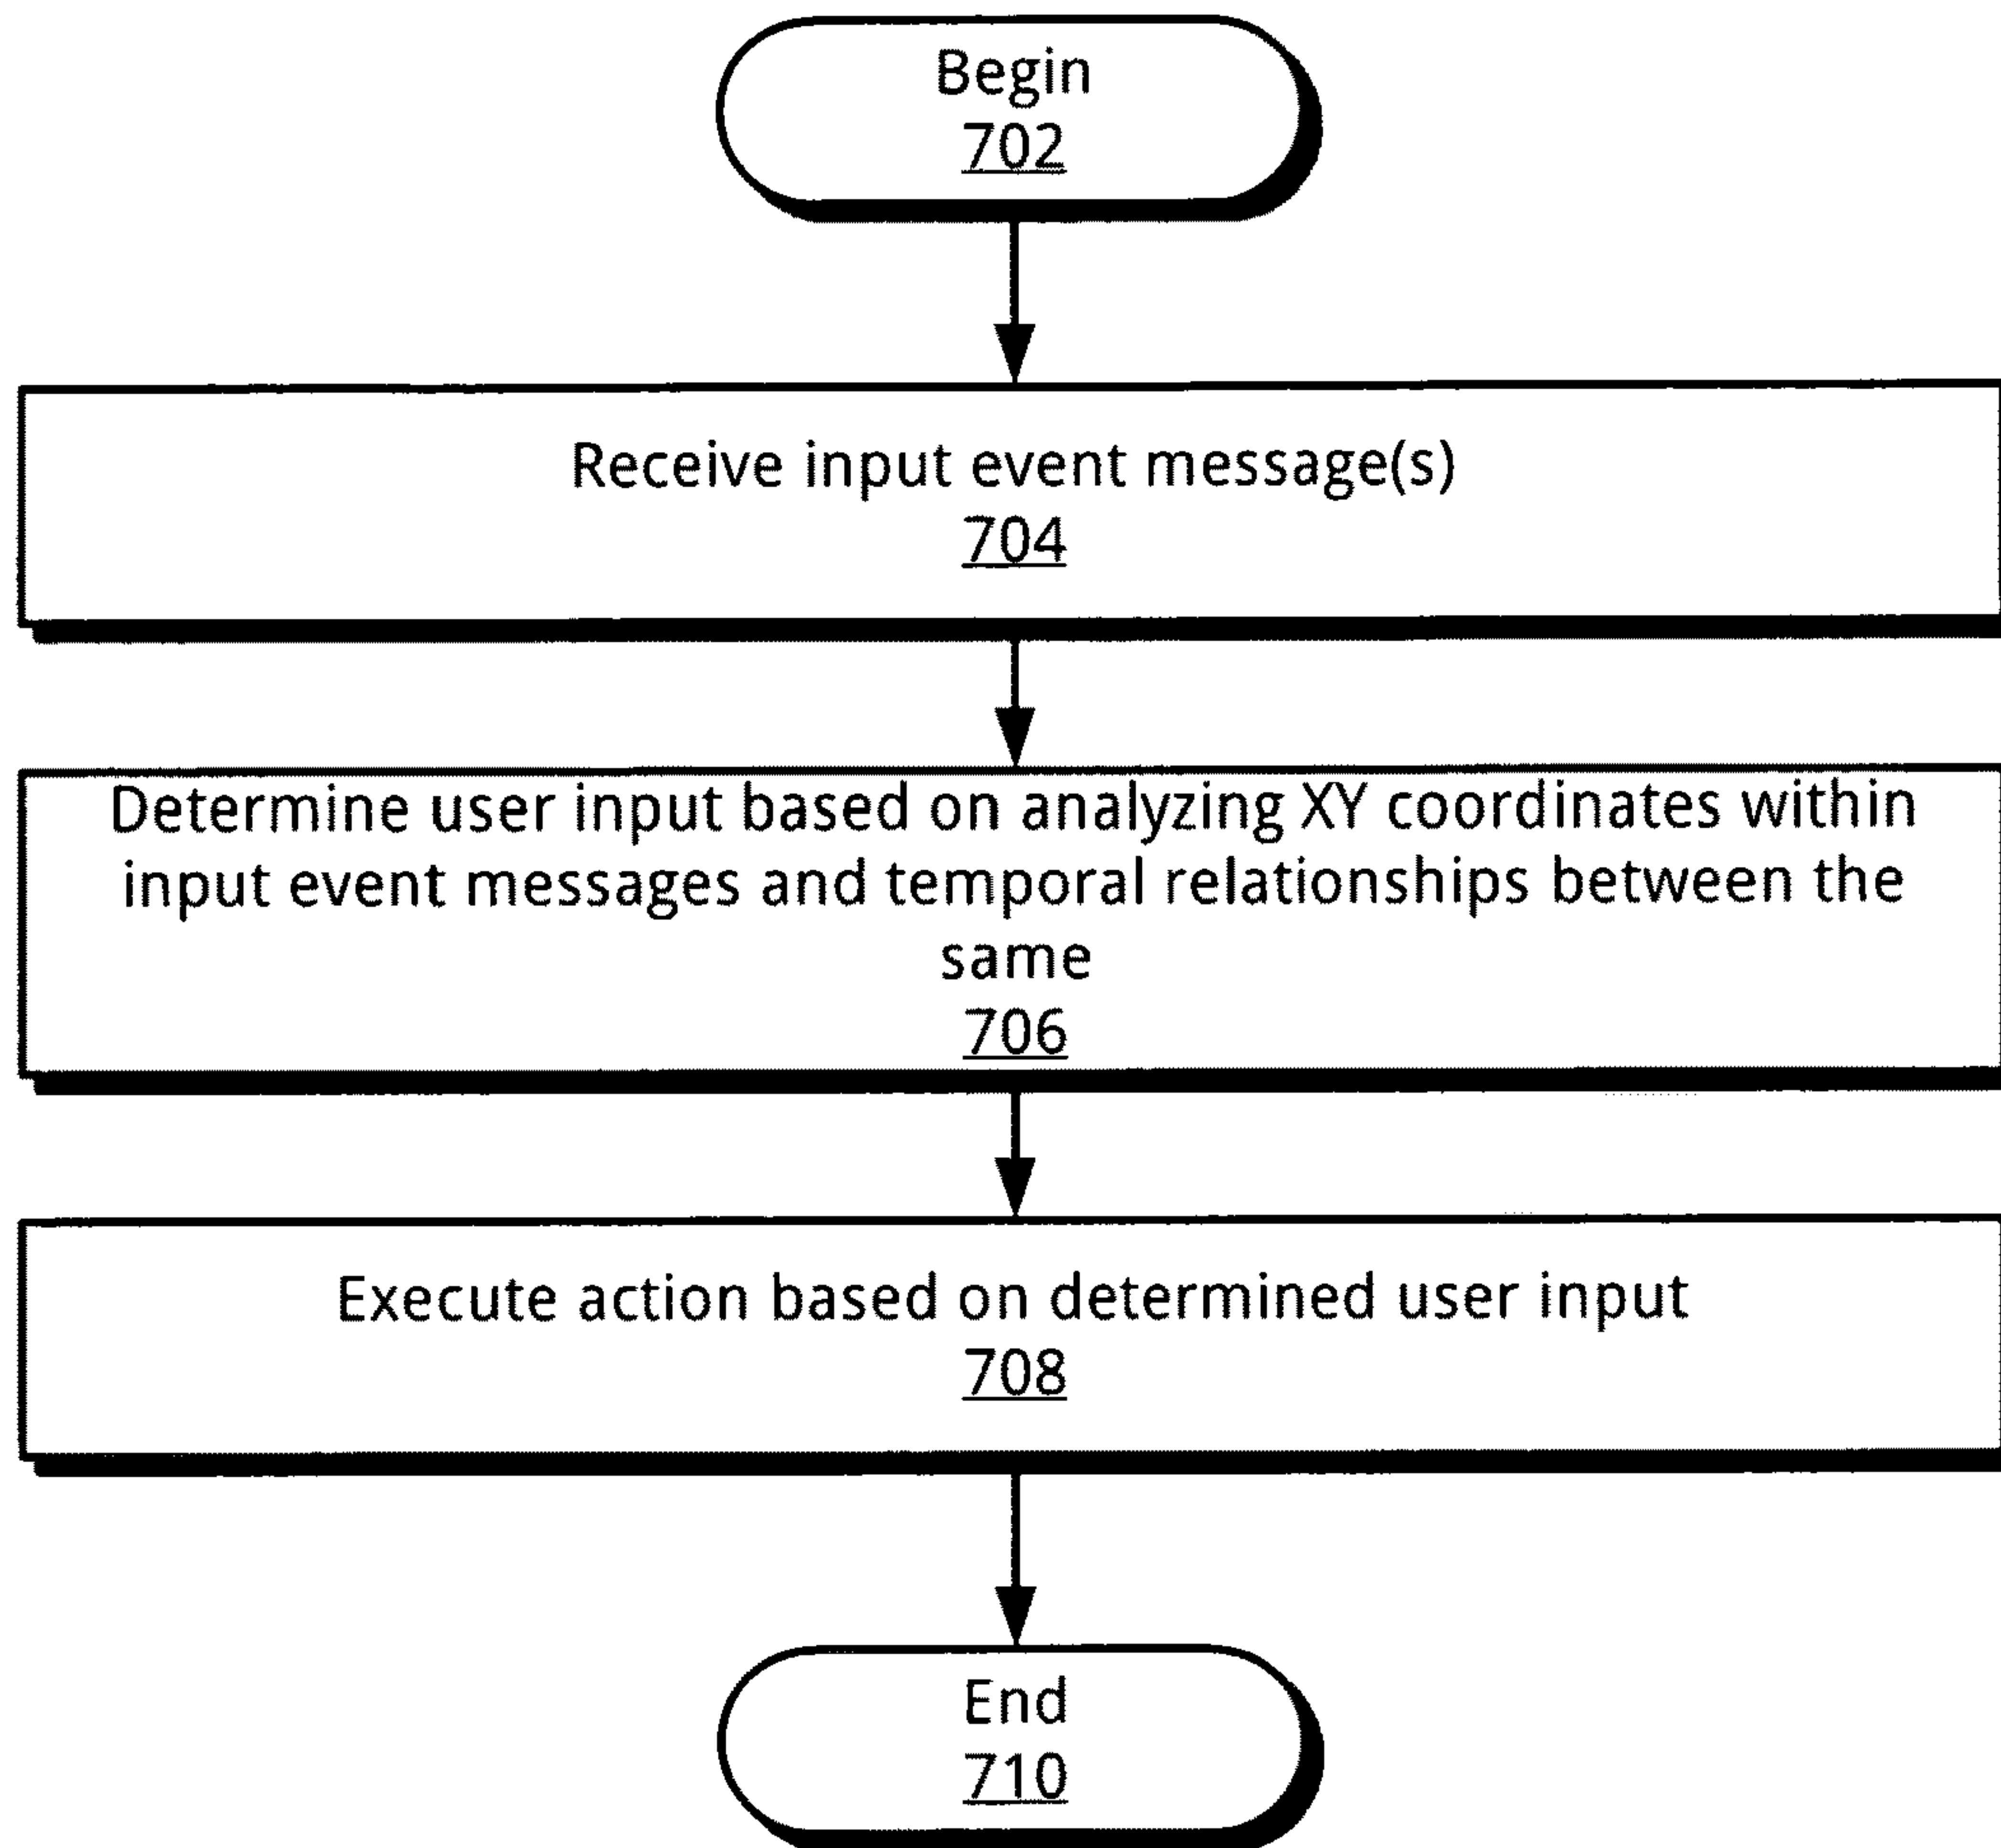 Begin
702
Receive input event message(s)
704
Determine user input based on analyzing XY coordinates within
input event messages and temporal relationships between the
same
706
Execute action based on determined user input
708
End
710